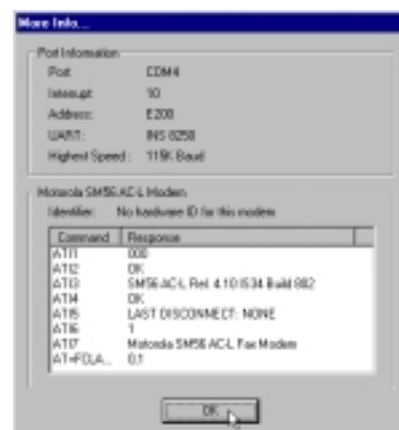 More Info...
Port Information
Port: COM4
Interrupt: 10
Address: E200
UART: INS 8250
Highest Speed: 115K Baud
Motorola SM56 AC-L Modem
Identifier: No hardware ID for this modem
Command Response
ATI1 000
ATI2 OK
ATI3 SM56 AC-L Rel. 4.10 Build 802
ATI4 OK
ATI5 LAST DISCONNECT: NONE
ATI6 1
ATI7 Motorola SM56 AC-L Fax Modem
AT+FCLA... 0,1
OK